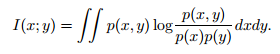 I(x; y) = ∬ p(x, y) log p(x, y) / p(x)p(y) dxdy.